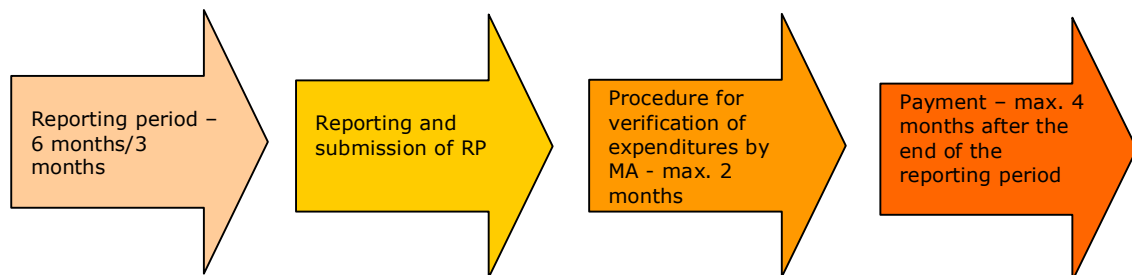 Reporting period –
6 months/3
months
Reporting and
submission of RP
Procedure for
verification of
expenditures by
MA - max. 2
months
Payment – max. 4
months after the
end of the
reporting period